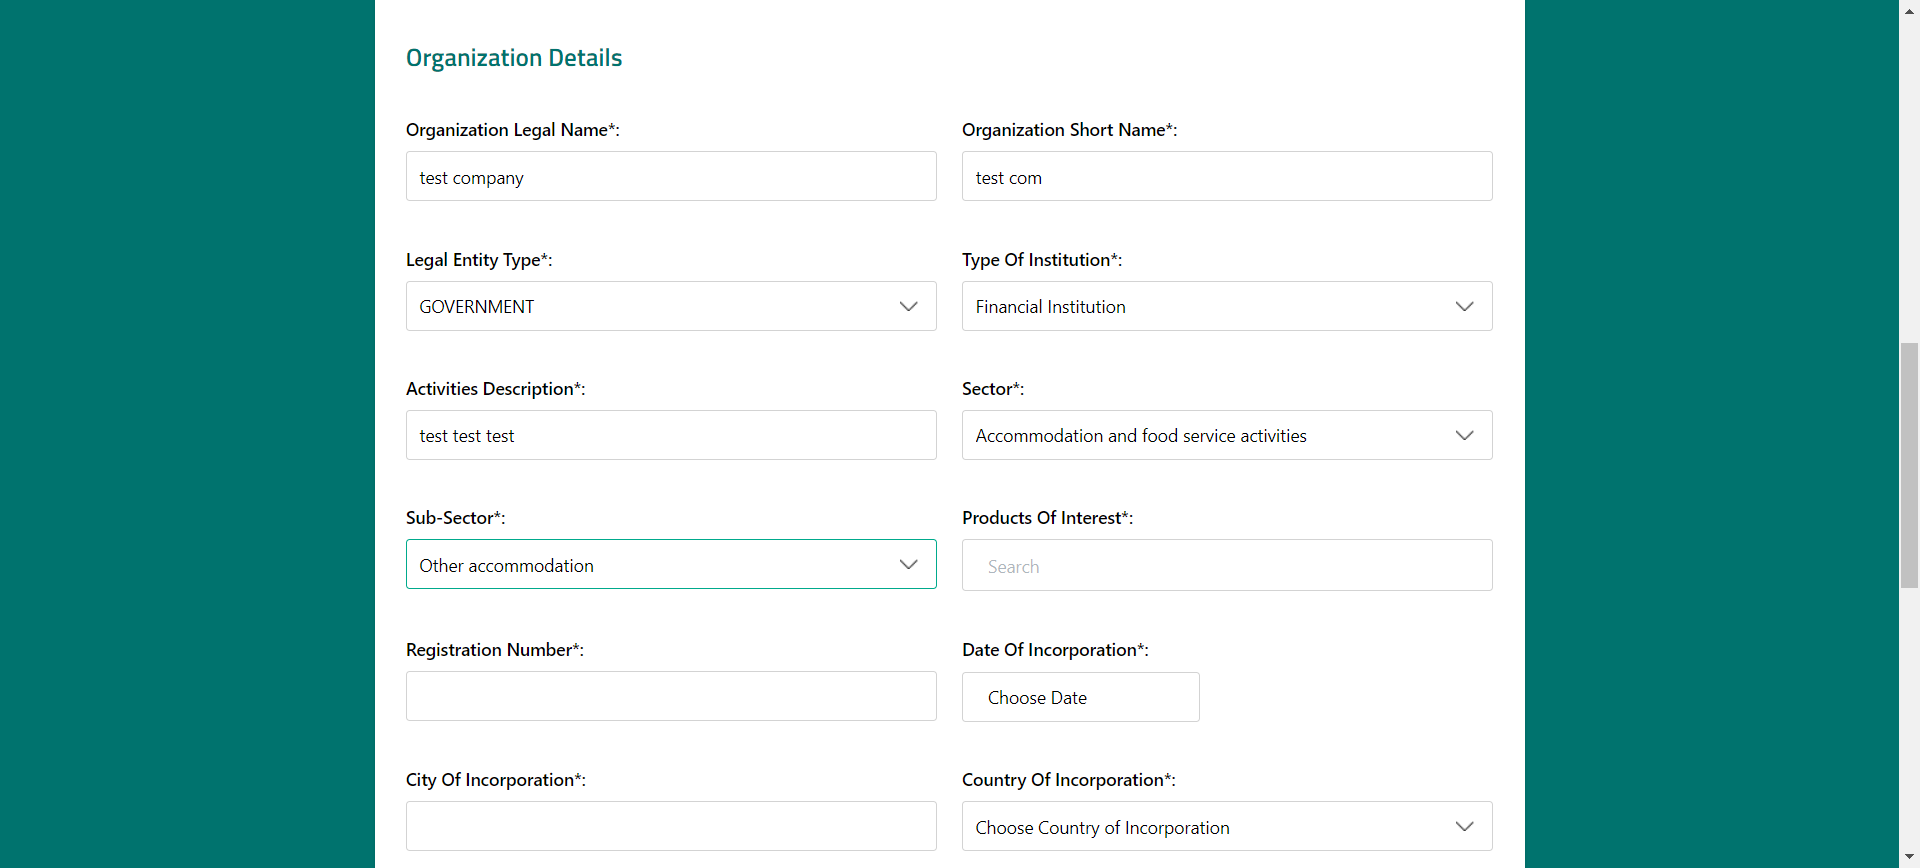 Organization Details
Organization Legal Name*:
Organization Short Name*:
test company
test com
Legal Entity Type*:
Type Of Institution*:
GOVERNMENT
Financial Institution
Activities Description*:
Sector*:
test test test
Accommodation and food service activities
Sub-Sector*:
Products Of Interest*:
Other accommodation
Search
Registration Number*:
Date Of Incorporation*:
Choose Date
City Of Incorporation*:
Country Of Incorporation*:
Choose Country of Incorporation